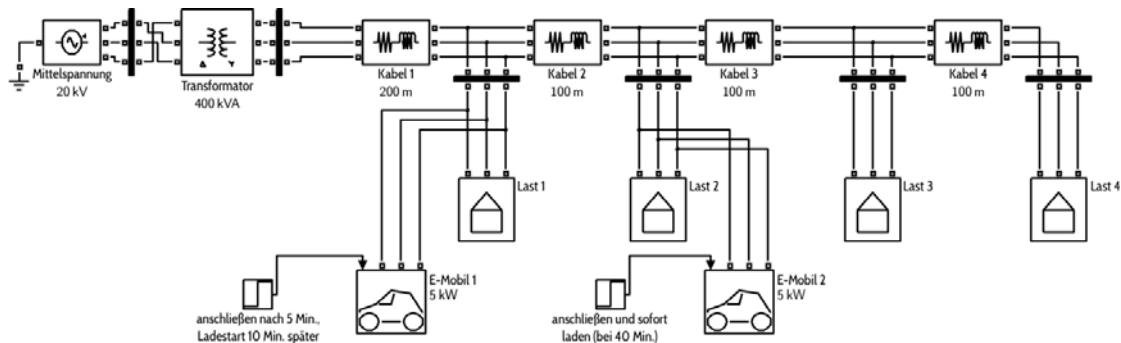 Mittelspannung
20 kV
Transformator
400 kVA
Kabel 1
200 m
Kabel 2
100 m
Kabel 3
100 m
Kabel 4
100 m
Last 1
Last 2
Last 3
Last 4
E-Mobil 1
5 kW
anschließen nach 5 Min.,
Ladestart 10 Min. später
E-Mobil 2
5 kW
anschließen und sofort
laden (bei 40 Min.)